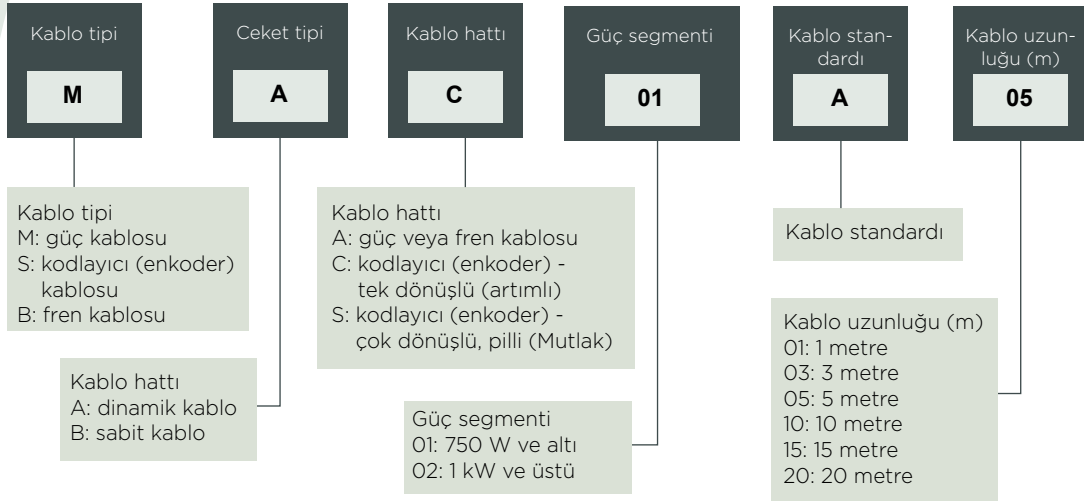 Kablo tipi
M
Ceket tipi
A
Kablo hattı
C
Güç segmenti
01
Kablo stan-
dardı
A
Kablo uzun-
luğu (m)
05
Kablo tipi
M: güç kablosu
S: kodlayıcı (enkoder)
kablosu
B: fren kablosu
Kablo hattı
A: dinamik kablo
B: sabit kablo
Kablo hattı
A: güç veya fren kablosu
C: kodlayıcı (enkoder) -
tek dönüşlü (artımlı)
S: kodlayıcı (enkoder) -
çok dönüşlü, pilli (Mutlak)
Güç segmenti
01: 750 W ve altı
02: 1 kW ve üstü
Kablo standardı
Kablo uzunluğu (m)
01: 1 metre
03: 3 metre
05: 5 metre
10: 10 metre
15: 15 metre
20: 20 metre